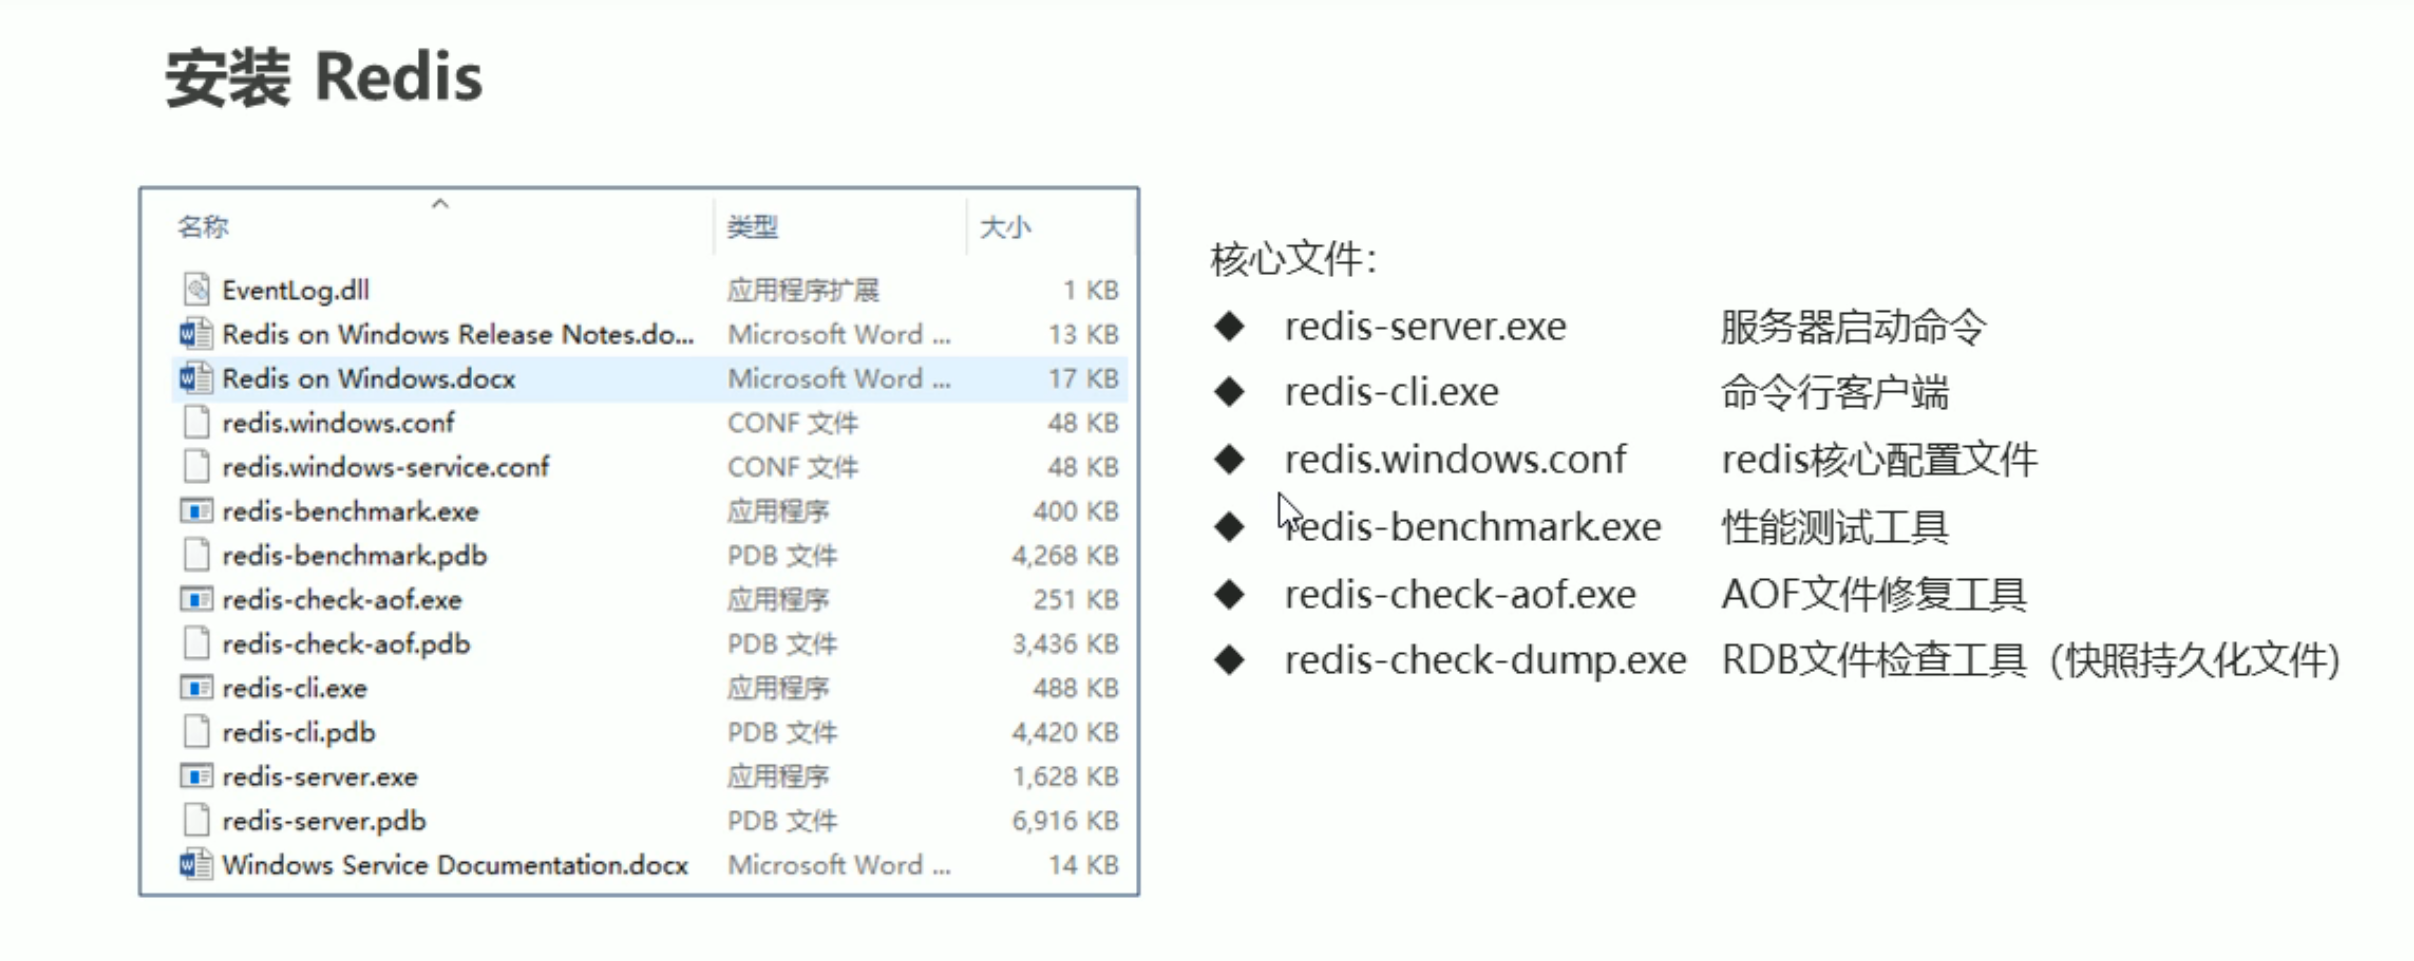 安装 Redis
名称 类型 大小
EventLog.dll 应用程序扩展 1 KB
Redis on Windows Release Notes.do... Microsoft Word ... 13 KB
Redis on Windows.docx Microsoft Word ... 17 KB
redis.windows.conf CONF 文件 48 KB
redis.windows-service.conf CONF 文件 48 KB
redis-benchmark.exe 应用程序 400 KB
redis-benchmark.pdb PDB 文件 4,268 KB
redis-check-aof.exe 应用程序 251 KB
redis-check-aof.pdb PDB 文件 3,436 KB
redis-cli.exe 应用程序 488 KB
redis-cli.pdb PDB 文件 4,420 KB
redis-server.exe 应用程序 1,628 KB
redis-server.pdb PDB 文件 6,916 KB
Windows Service Documentation.docx Microsoft Word ... 14 KB
核心文件：
◆ redis-server.exe 服务器启动命令
◆ redis-cli.exe 命令行客户端
◆ redis.windows.conf redis核心配置文件
◆ redis-benchmark.exe 性能测试工具
◆ redis-check-aof.exe AOF文件修复工具
◆ redis-check-dump.exe RDB文件检查工具（快照持久化文件）